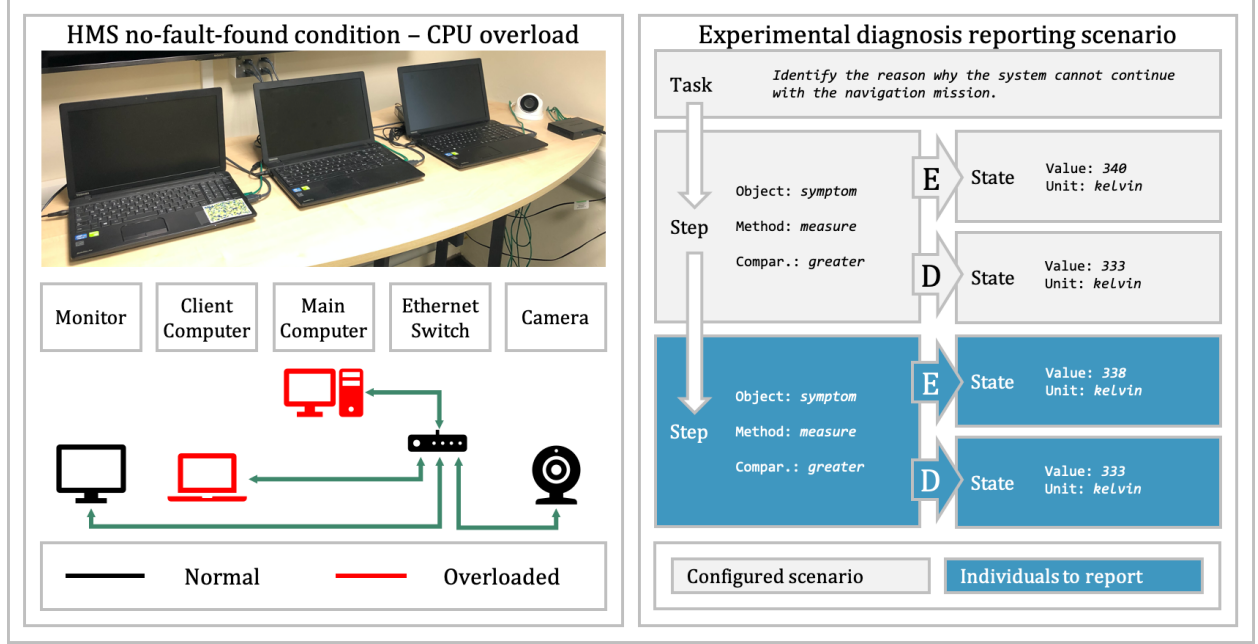 HMS no-fault-found condition – CPU overload
Monitor
Client
Computer
Main
Computer
Ethernet
Switch
Camera
Normal
Overloaded
Experimental diagnosis reporting scenario
Task
Identify the reason why the system cannot continue
with the navigation mission.
Step
Object: symptom
Method: measure
Compar.: greater
E
State
Value: 340
Unit: kelvin
D
State
Value: 333
Unit: kelvin
Step
Object: symptom
Method: measure
Compar.: greater
E
State
Value: 338
Unit: kelvin
D
State
Value: 333
Unit: kelvin
Configured scenario
Individuals to report